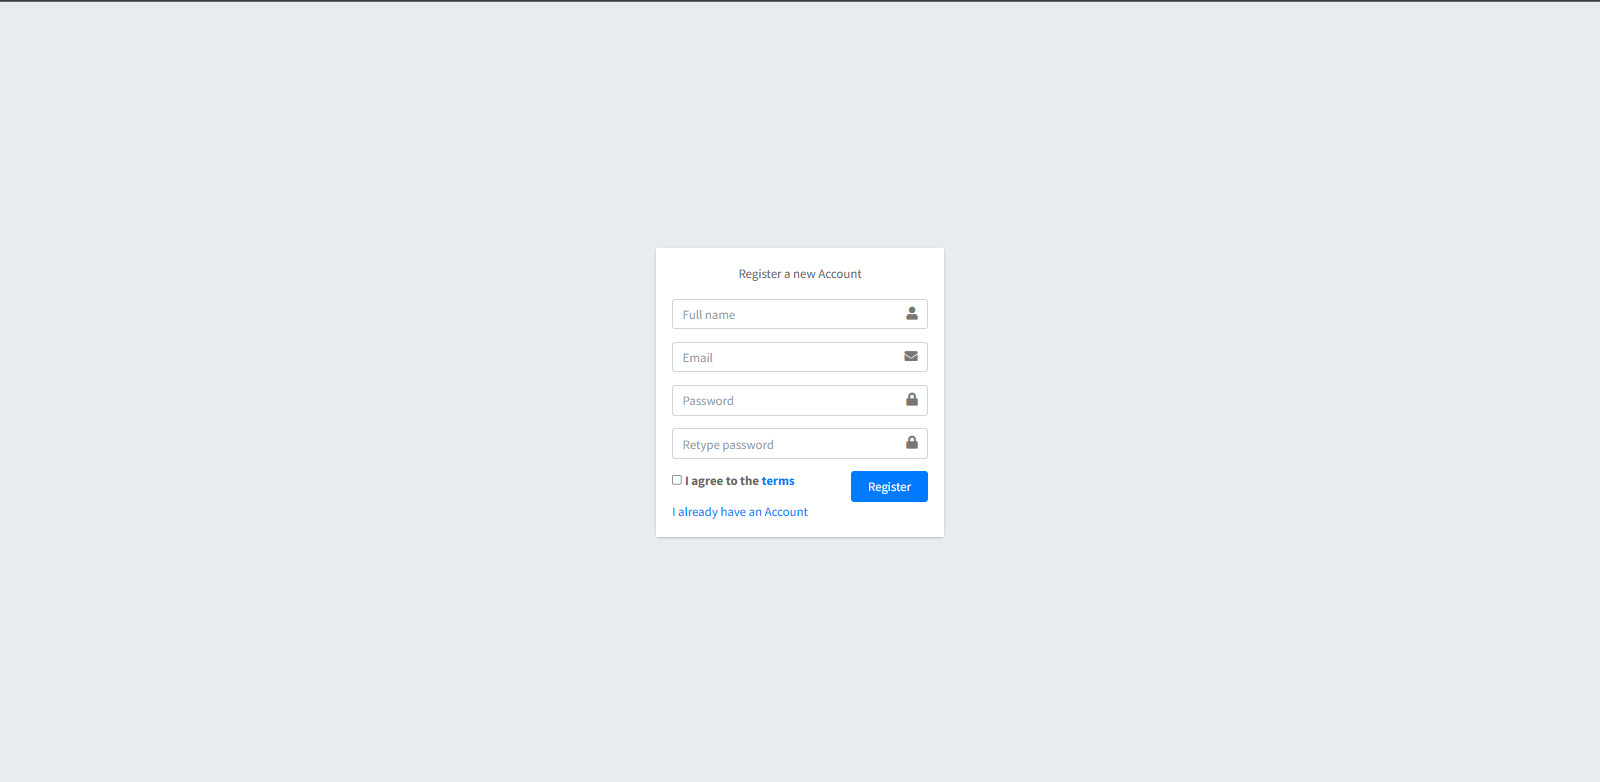 Register a new Account
Full name
Email
Password
Retype password
I agree to the terms
Register
I already have an Account